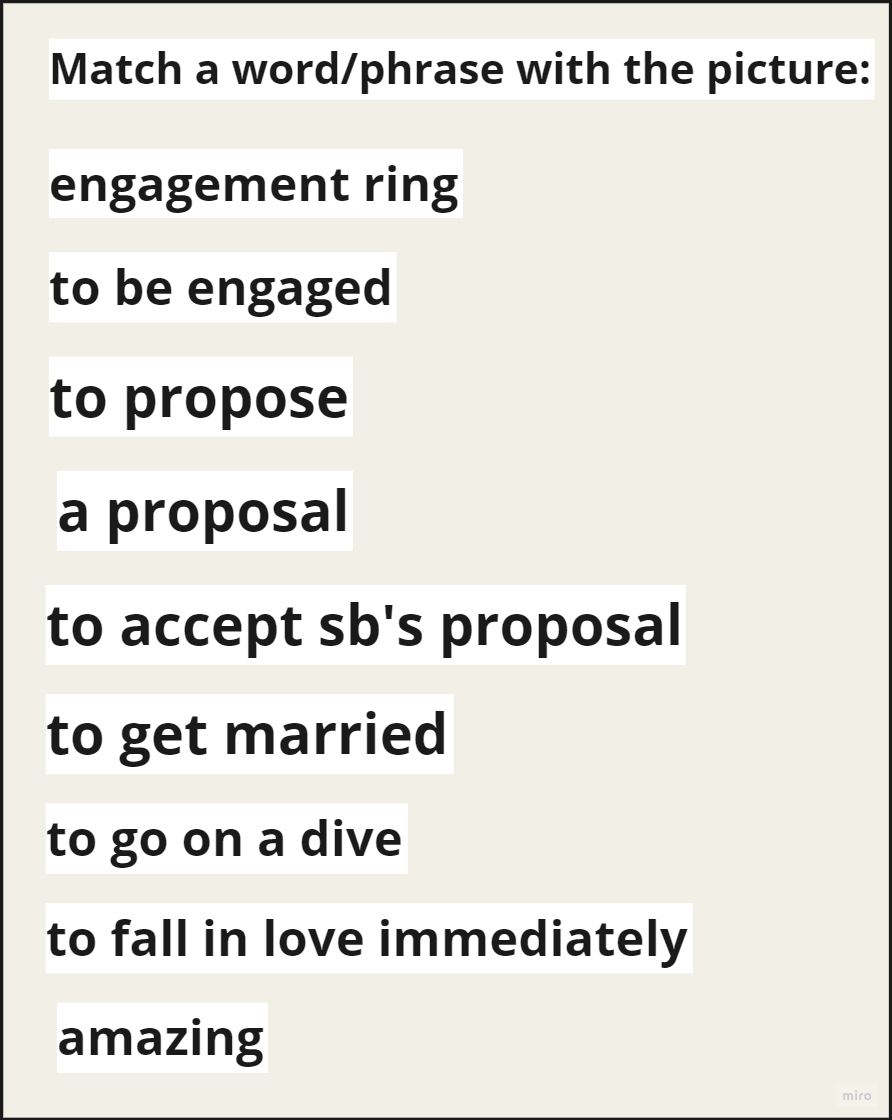 Match a word/phrase with the picture:
engagement ring
to be engaged
to propose
a proposal
to accept sb's proposal
to get married
to go on a dive
to fall in love immediately
amazing
miro